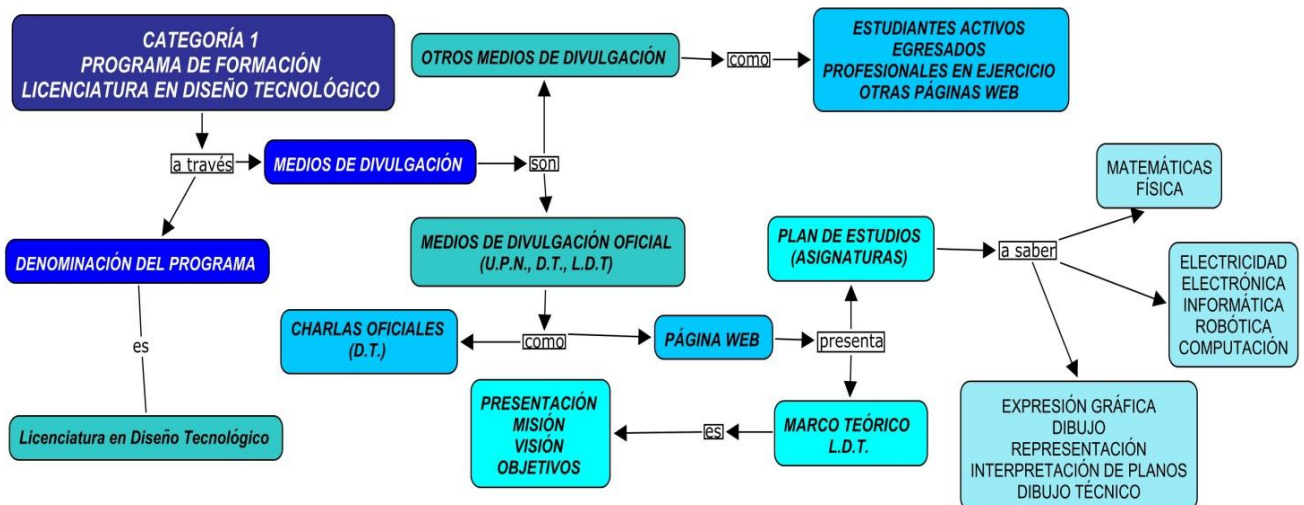 CATEGORÍA 1
PROGRAMA DE FORMACIÓN
LICENCIATURA EN DISEÑO TECNOLÓGICO
a través
MEDIOS DE DIVULGACIÓN
son
OTROS MEDIOS DE DIVULGACIÓN
como
ESTUDIANTES ACTIVOS
EGRESADOS
PROFESIONALES EN EJERCICIO
OTRAS PÁGINAS WEB
DENOMINACIÓN DEL PROGRAMA
es
Licenciatura en Diseño Tecnológico
MEDIOS DE DIVULGACIÓN OFICIAL
(U.P.N., D.T., L.D.T)
como
CHARLAS OFICIALES
(D.T.)
PÁGINA WEB
presenta
PLAN DE ESTUDIOS
(ASIGNATURAS)
a saber
MATEMÁTICAS
FÍSICA
ELECTRICIDAD
ELECTRÓNICA
INFORMÁTICA
ROBÓTICA
COMPUTACIÓN
EXPRESIÓN GRÁFICA
DIBUJO
REPRESENTACIÓN
INTERPRETACIÓN DE PLANOS
DIBUJO TÉCNICO
MARCO TEÓRICO
L.D.T.
es
PRESENTACIÓN
MISIÓN
VISIÓN
OBJETIVOS